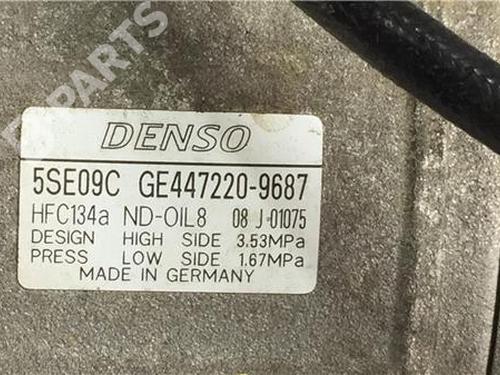 B PARTS
DENSO
5SE09C GE447220-9687
HFC134a ND-OIL8 08 J-01075
DESIGN HIGH SIDE 3.53MPa
PRESS LOW SIDE 1.67MPa
MADE IN GERMANY